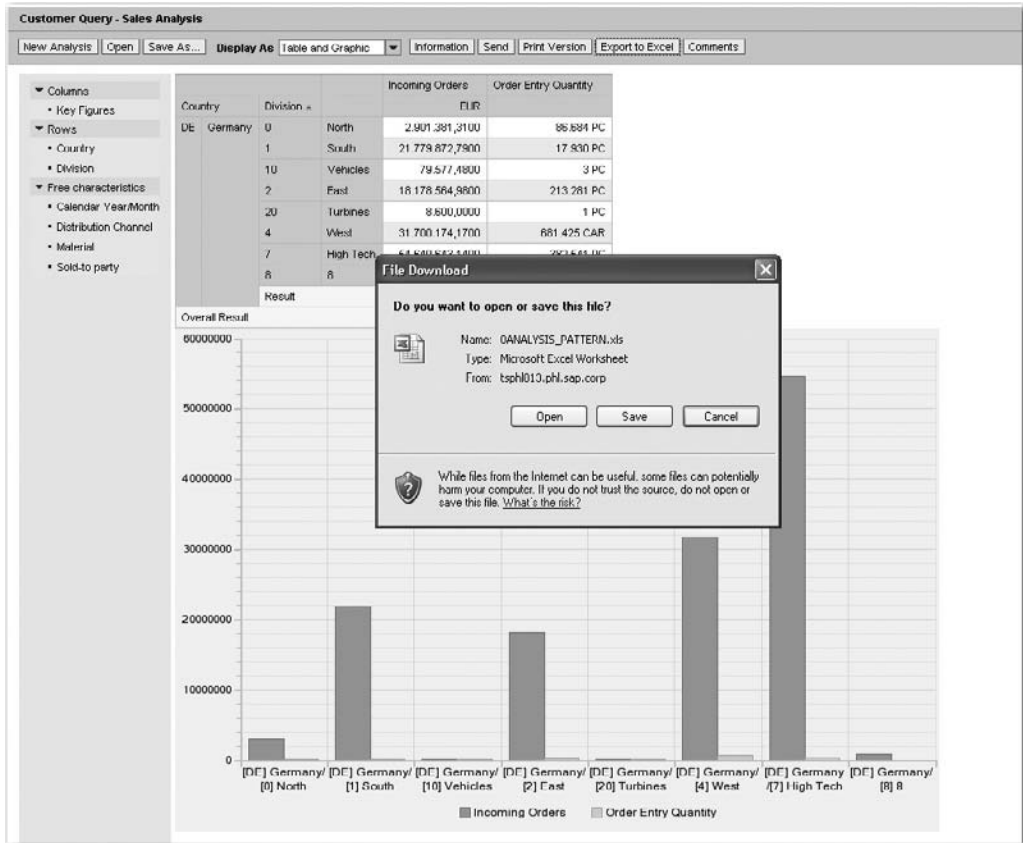 Customer Query - Sales Analysis
New Analysis Open Save As... Display As Table and Graphic Information Send Print Version Export to Excel Comments
Columns
Key Figures
Rows
Country
Division
Free characteristics
Calendar Year/Month
Distribution Channel
Material
Sold-to party
Incoming Orders Order Entry Quantity
Country Division EUR
DE Germany 0 North 2.901.381,3100 86.684 PC
1 South 21.779.872,7900 17.930 PC
10 Vehicles 79.577,4800 3 PC
2 East 18.178.564,9800 213.281 PC
20 Turbines 8.600,0000 1 PC
4 West 31.700.174,1700 681.425 CAR
7 High Tech
8 8
Result
Overall Result
File Download
Do you want to open or save this file?
Name: 0ANALYSIS_PATTERN.xls
Type: Microsoft Excel Worksheet
From: tsphl013.phl.sap.corp
Open Save Cancel
While files from the Internet can be useful, some files can potentially
harm your computer. If you do not trust the source, do not open or
save this file. What's the risk?
60000000
50000000
40000000
30000000
20000000
10000000
0
[DE] Germany/ [DE] Germany/ [DE] Germany/ [DE] Germany/ [DE] Germany/ [DE] Germany/ [DE] Germany [DE] Germany/
[0] North [1] South [10] Vehicles [2] East [20] Turbines [4] West /[7] High Tech [8] 8
Incoming Orders Order Entry Quantity